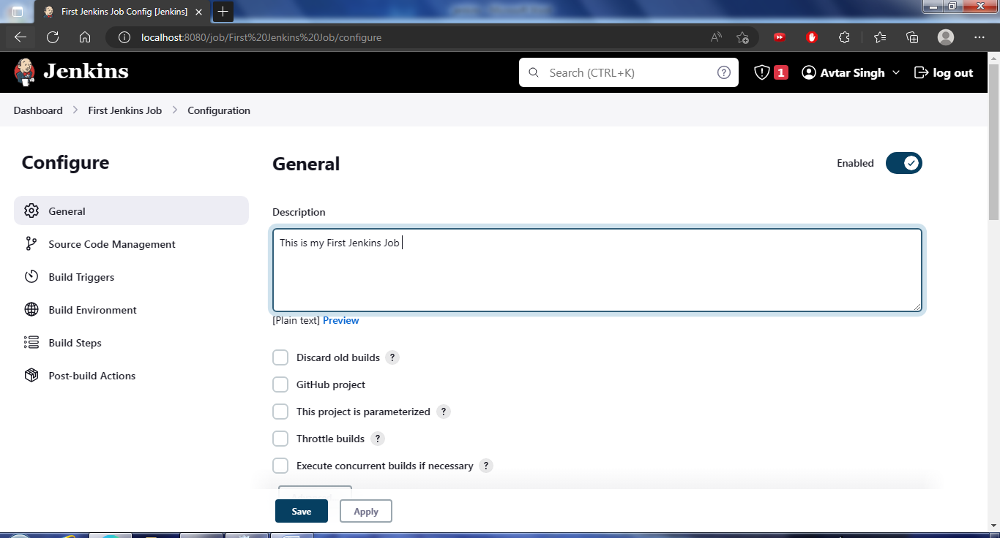 First Jenkins Job Config [Jenkins]
localhost:8080/job/First%20Jenkins%20Job/configure
Jenkins
Search (CTRL+K)
?
1
Avtar Singh
log out
Dashboard > First Jenkins Job > Configuration
Configure
General
Source Code Management
Build Triggers
Build Environment
Build Steps
Post-build Actions
General
Enabled
Description
This is my First Jenkins Job
[Plain text] Preview
Discard old builds ?
GitHub project
This project is parameterized ?
Throttle builds ?
Execute concurrent builds if necessary ?
Save
Apply